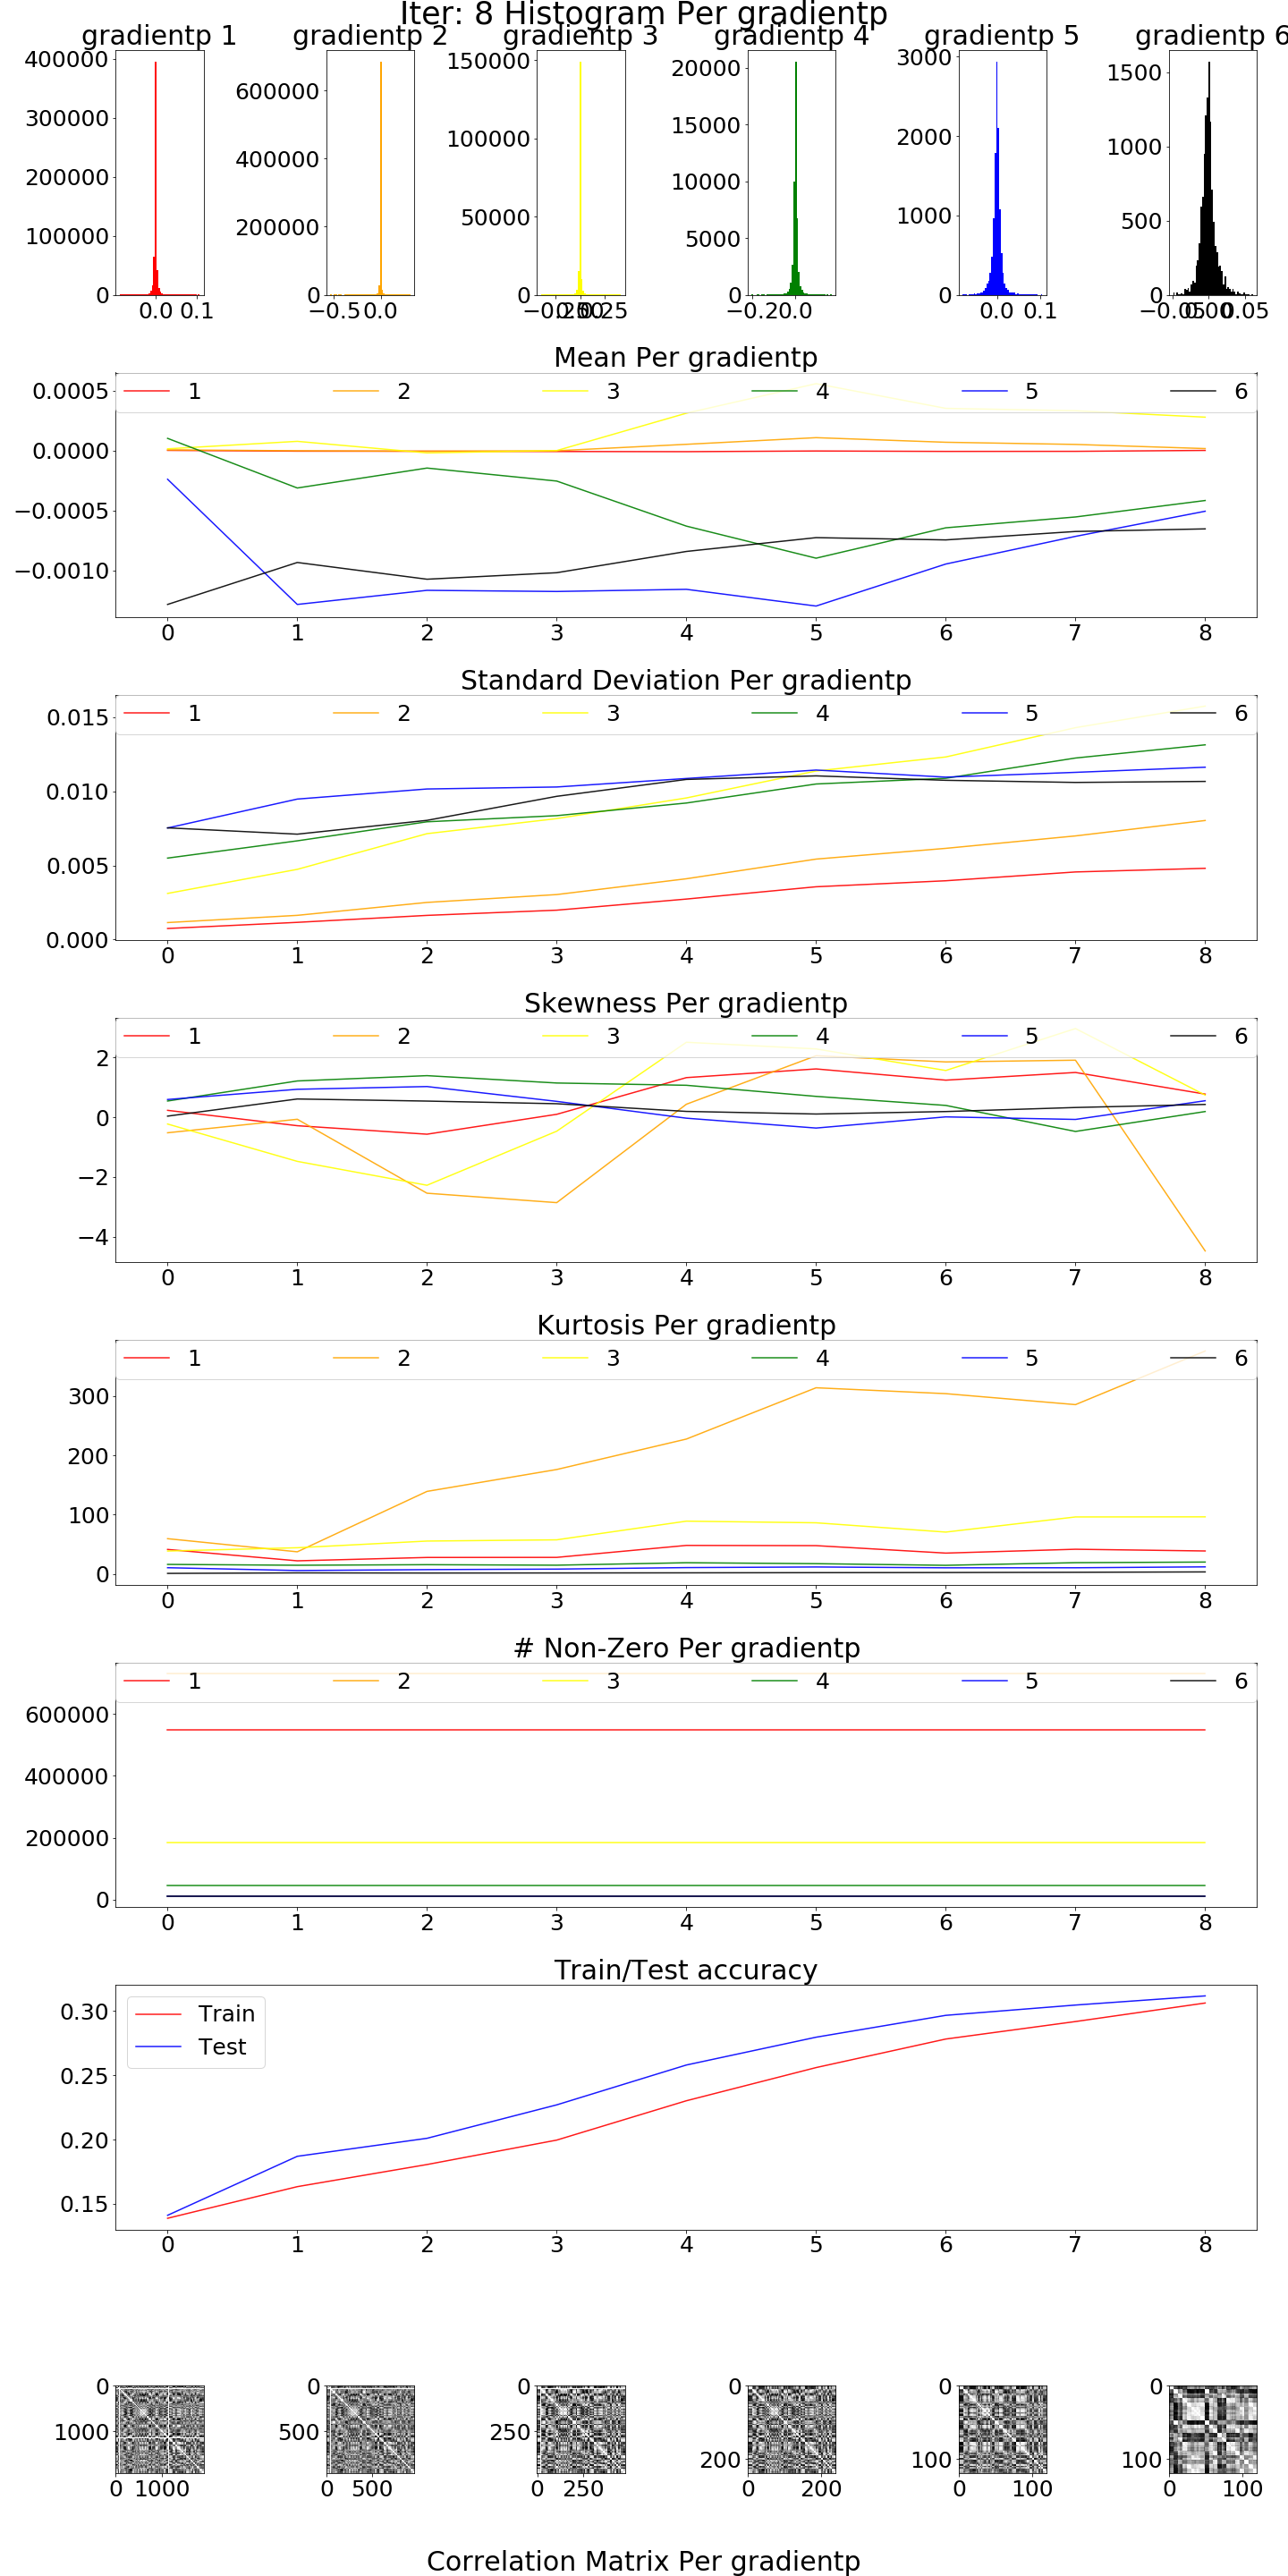 Iter: 8 Histogram Per gradientp
gradientp 1 gradientp 2 gradientp 3 gradientp 4 gradientp 5 gradientp 6
400000 300000 200000 100000 0
0.0 0.1
600000 400000 200000 0
−0.5 0.0
150000 100000 50000 0
−0.25 0.00 0.25
20000 15000 10000 5000 0
−0.2 0.0
3000 2000 1000 0
0.0 0.1
1500 1000 500 0
−0.05 0.00 0.05
Mean Per gradientp
1 2 3 4 5 6
0.0005
0.0000
−0.0005
−0.0010
0 1 2 3 4 5 6 7 8
Standard Deviation Per gradientp
1 2 3 4 5 6
0.015
0.010
0.005
0.000
0 1 2 3 4 5 6 7 8
Skewness Per gradientp
1 2 3 4 5 6
2
0
−2
−4
0 1 2 3 4 5 6 7 8
Kurtosis Per gradientp
1 2 3 4 5 6
300
200
100
0
0 1 2 3 4 5 6 7 8
# Non-Zero Per gradientp
1 2 3 4 5 6
600000
400000
200000
0
0 1 2 3 4 5 6 7 8
Train/Test accuracy
Train
Test
0.30
0.25
0.20
0.15
0 1 2 3 4 5 6 7 8
0 1000
0 1000
0 500
0 500
0 250
0 250
0 200
0 200
0 100
0 100
0 100
0 100
Correlation Matrix Per gradientp